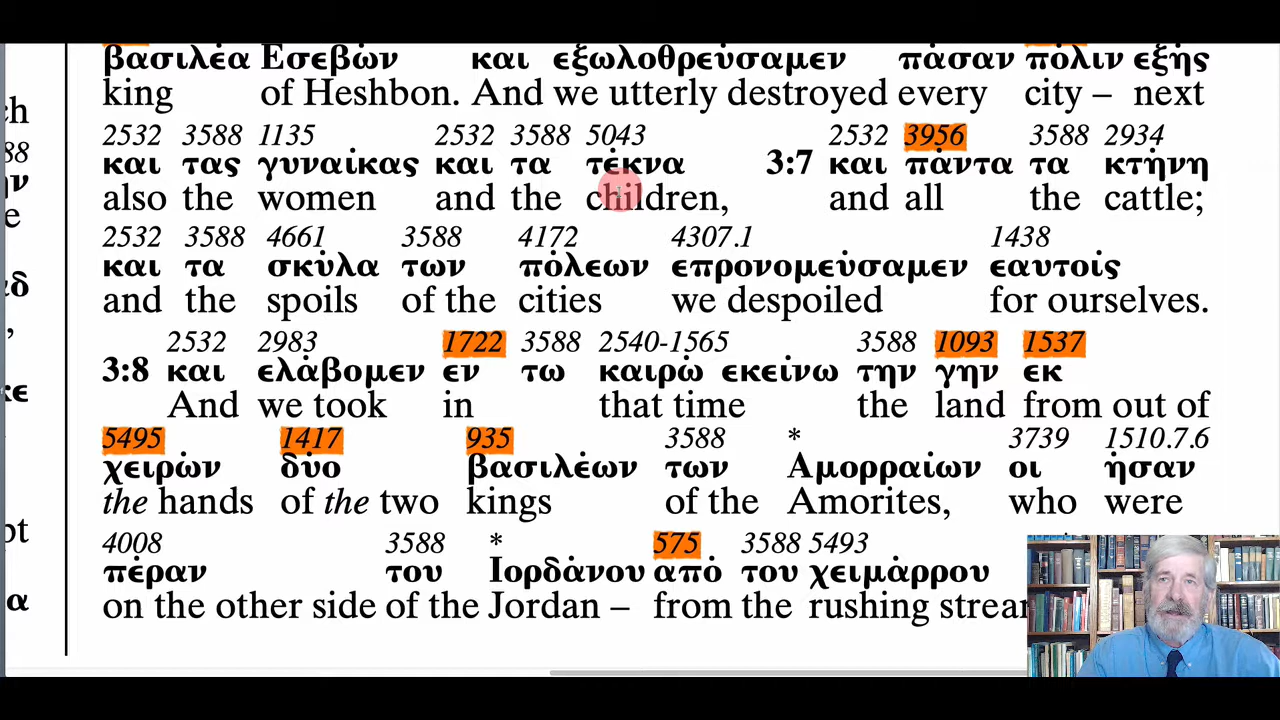 βασιλέα Εσεβών και εξωλοθρεύσαμεν πάσαν πόλιν εξής
king of Heshbon. And we utterly destroyed every city – next
2532 3588 1135 2532 3588 5043 2532 3956 3588 2934
και τας γυναίκας και τα τέκνα 3:7 και πάντα τα κτήνη
also the women and the children, and all the cattle;
2532 3588 4661 3588 4172 4307.1 1438
και τα σκύλα των πόλεων επρονομεύσαμεν εαυτοίς
and the spoils of the cities we despoiled for ourselves.
2532 2983 1722 3588 2540-1565 3588 1093 1537
3:8 και ελάβομεν εν τω καιρώ εκείνω την γην εκ
And we took in that time the land from out of
5495 1417 935 3588 * 3739 1510.7.6
χειρών δύο βασιλέων των Αμορραίων οι ήσαν
the hands of the two kings of the Amorites, who were
4008 3588 * 575 3588 5493
πέραν του Ιορδάνου από του χειμάρρου
on the other side of the Jordan – from the rushing